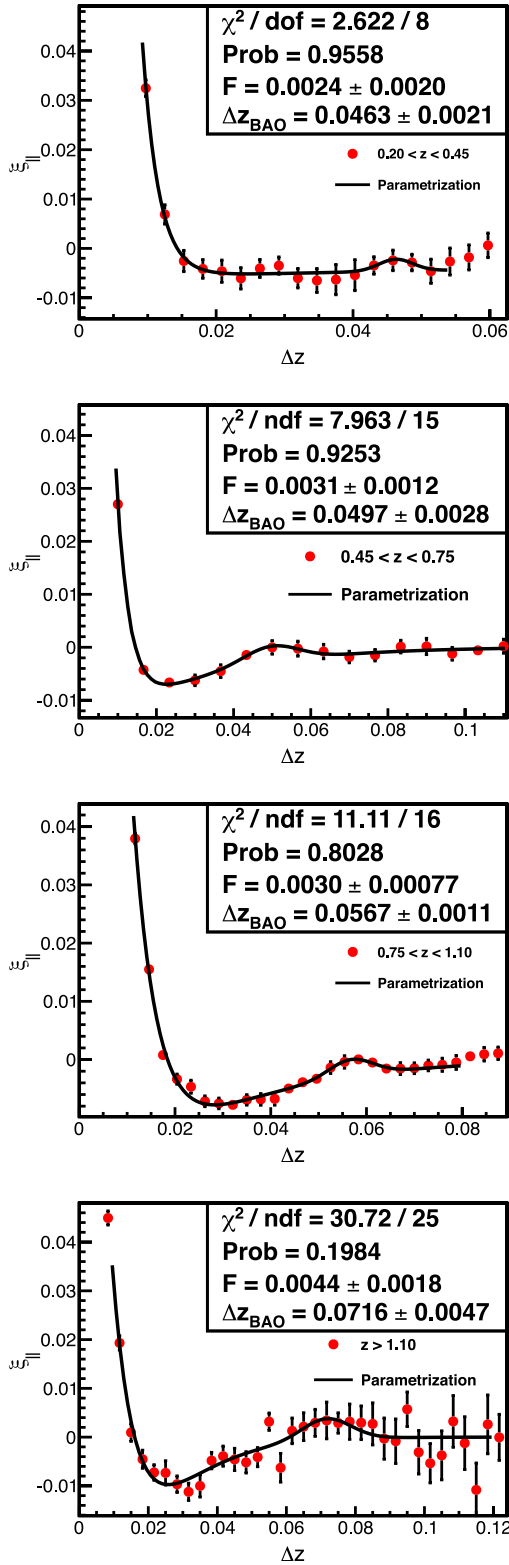 χ² / dof = 2.622 / 8
Prob = 0.9558
F = 0.0024 ± 0.0020
Δz_BAO = 0.0463 ± 0.0021
0.20 < z < 0.45
Parametrization
0.04
0.03
0.02
0.01
0
-0.01
ξ||
0 0.02 0.04 0.06
Δz
χ² / ndf = 7.963 / 15
Prob = 0.9253
F = 0.0031 ± 0.0012
Δz_BAO = 0.0497 ± 0.0028
0.45 < z < 0.75
Parametrization
0.04
0.03
0.02
0.01
0
-0.01
ξ||
0 0.02 0.04 0.06 0.08 0.1
Δz
χ² / ndf = 11.11 / 16
Prob = 0.8028
F = 0.0030 ± 0.00077
Δz_BAO = 0.0567 ± 0.0011
0.75 < z < 1.10
Parametrization
0.04
0.03
0.02
0.01
0
ξ||
0 0.02 0.04 0.06 0.08
Δz
χ² / ndf = 30.72 / 25
Prob = 0.1984
F = 0.0044 ± 0.0018
Δz_BAO = 0.0716 ± 0.0047
z > 1.10
Parametrization
0.04
0.03
0.02
0.01
0
-0.01
ξ||
0 0.02 0.04 0.06 0.08 0.1 0.12
Δz